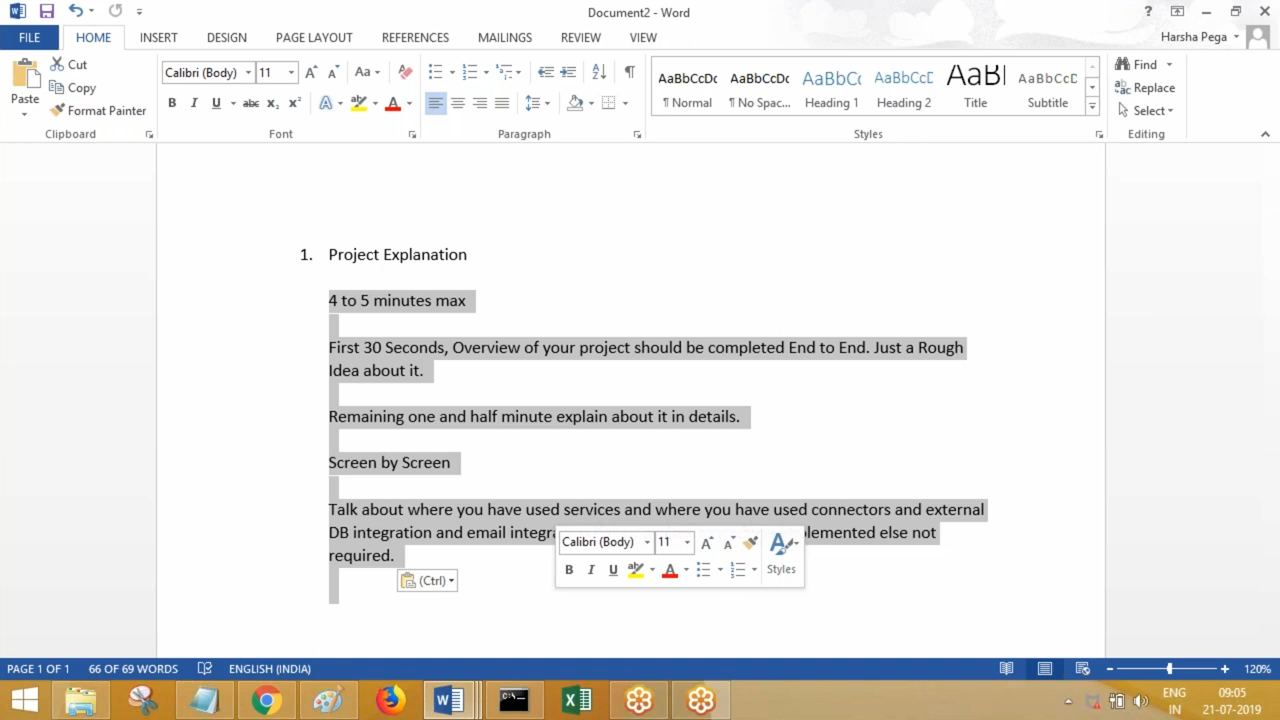 Document2 - Word
Harsha Pega
FILE HOME INSERT DESIGN PAGE LAYOUT REFERENCES MAILINGS REVIEW VIEW
Paste
Cut
Copy
Format Painter
Calibri (Body) 11
AaBbCcDc ¶ Normal
AaBbCcDc ¶ No Spac...
Heading 1
AaBbCcD Heading 2
Title
AaBbCcD Subtitle
Find
Replace
Select
Clipboard Font Paragraph Styles Editing
1. Project Explanation
4 to 5 minutes max
First 30 Seconds, Overview of your project should be completed End to End. Just a Rough
Idea about it.
Remaining one and half minute explain about it in details.
Screen by Screen
Talk about where you have used services and where you have used connectors and external
DB integration and email
lemented else not
required.
Calibri (Body) 11
Styles
(Ctrl)
PAGE 1 OF 1 66 OF 69 WORDS ENGLISH (INDIA) 120%
ENG 09:05
IN 21-07-2019